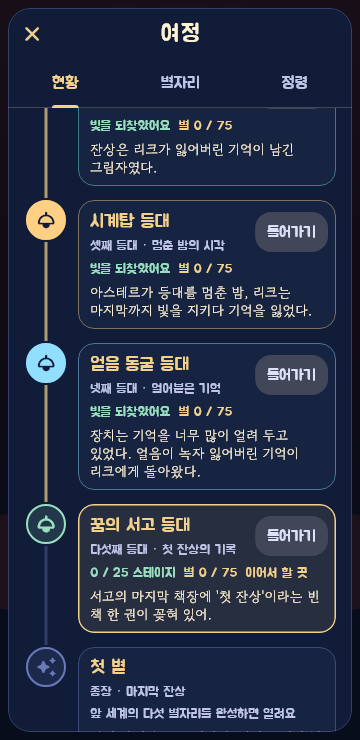 여정
현황
별자리
정령
빛을 되찾았어요 별 0 / 75
잔상은 리크가 잃어버린 기억이 남긴
그림자였다.
시계탑 등대
셋째 등대 · 멈춘 밤의 시각
들어가기
빛을 되찾았어요 별 0 / 75
아스테르가 등대를 멈춘 밤, 리크는
마지막까지 빛을 지키다 기억을 잃었다.
얼음 동굴 등대
넷째 등대 · 얼어붙은 기억
들어가기
빛을 되찾았어요 별 0 / 75
장치는 기억을 너무 많이 얼려 두고
있었다. 얼음이 녹자 잃어버린 기억이
리크에게 돌아왔다.
꿈의 서고 등대
다섯째 등대 · 첫 잔상의 기록
들어가기
0 / 25 스테이지 별 0 / 75 이어서 할 곳
서고의 마지막 책장에 '첫 잔상'이라는 빈
책 한 권이 꽂혀 있어.
첫 별
종장 · 마지막 잔상
앞 세계의 다섯 별자리를 완성하면 열려요